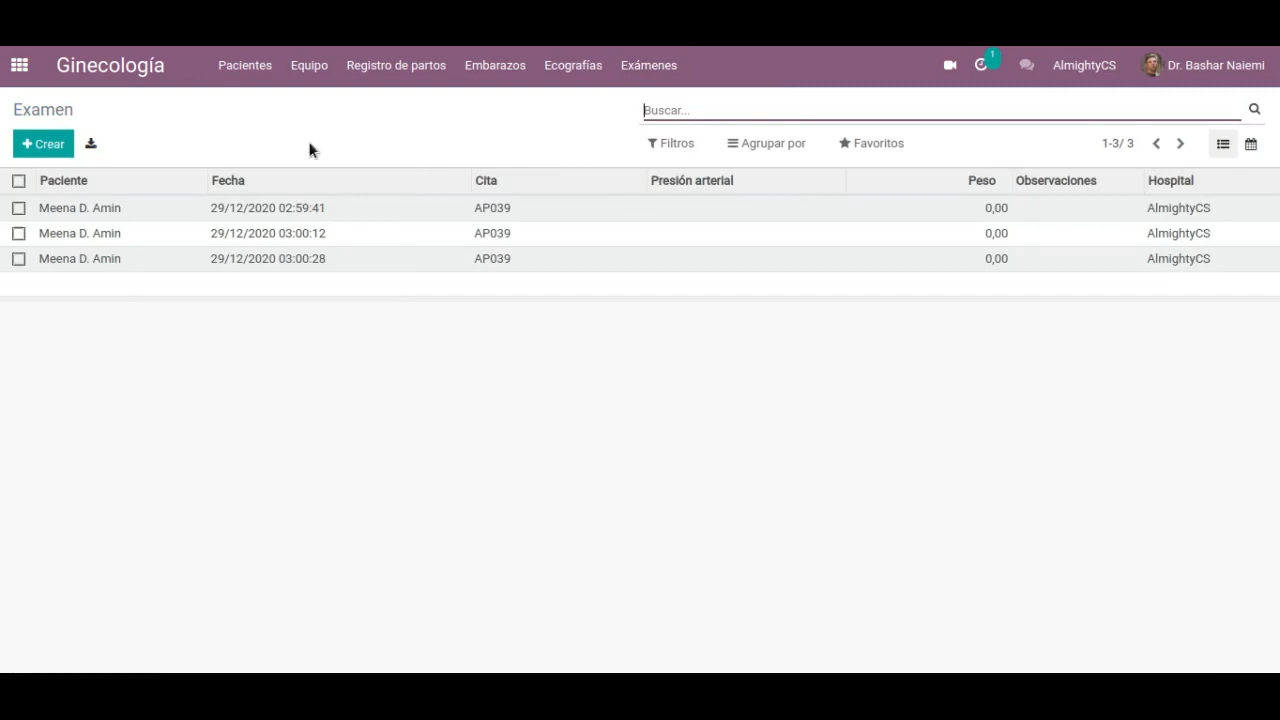 Ginecología Pacientes Equipo Registro de partos Embarazos Ecografías Exámenes 1 AlmightyCS Dr. Bashar Naiemi
Examen Buscar...
+ Crear Filtros Agrupar por Favoritos 1-3/ 3
Paciente Fecha Cita Presión arterial Peso Observaciones Hospital
Meena D. Amin 29/12/2020 02:59:41 AP039 0,00 AlmightyCS
Meena D. Amin 29/12/2020 03:00:12 AP039 0,00 AlmightyCS
Meena D. Amin 29/12/2020 03:00:28 AP039 0,00 AlmightyCS